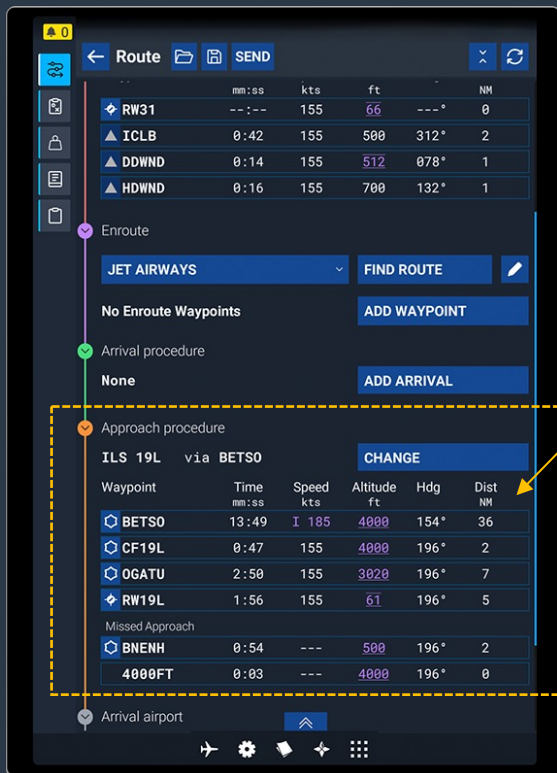 0
Route SEND
mm:ss kts ft NM
RW31 --:-- 155 66 ---° 0
ICLB 0:42 155 500 312° 2
DDWND 0:14 155 512 078° 1
HDWND 0:16 155 700 132° 1
Enroute
JET AIRWAYS FIND ROUTE
No Enroute Waypoints ADD WAYPOINT
Arrival procedure
None ADD ARRIVAL
Approach procedure
ILS 19L via BETSO CHANGE
Waypoint Time Speed Altitude Hdg Dist
mm:ss kts ft NM
BETSO 13:49 I 185 4000 154° 36
CF19L 0:47 155 4000 196° 2
OGATU 2:50 155 3020 196° 7
RW19L 1:56 155 61 196° 5
Missed Approach
BNENH 0:54 --- 500 196° 2
4000FT 0:03 --- 4000 196° 0
Arrival airport